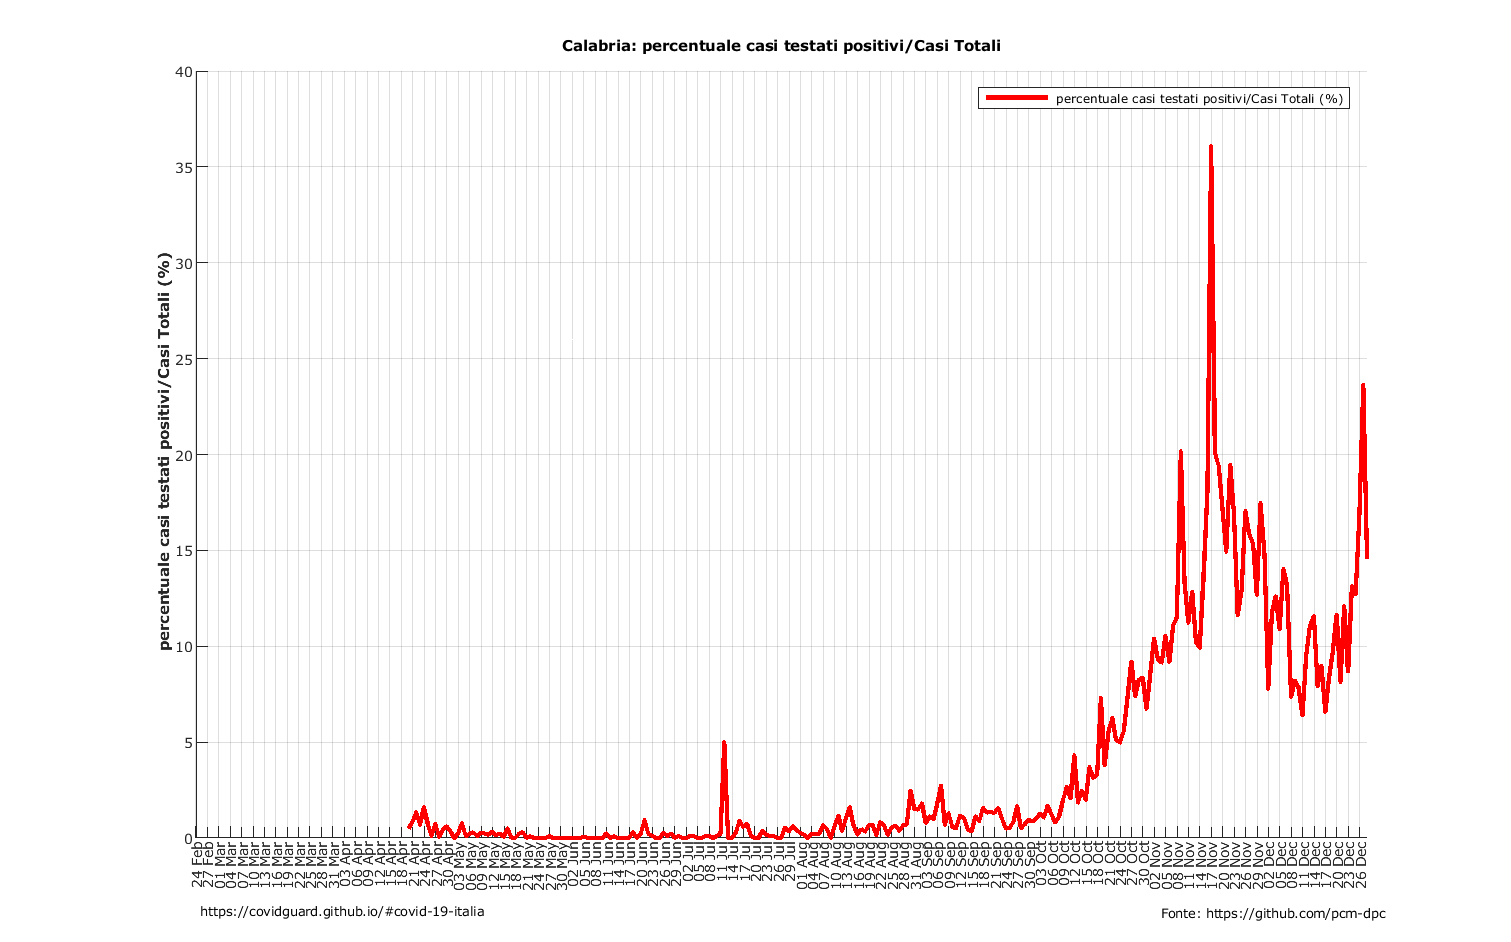 Calabria: percentuale casi testati positivi/Casi Totali
percentuale casi testati positivi/Casi Totali (%)
percentuale casi testati positivi/Casi Totali (%)
40
35
30
25
20
15
10
5
0
24 Feb
27 Feb
01 Mar
04 Mar
07 Mar
10 Mar
13 Mar
16 Mar
19 Mar
22 Mar
25 Mar
28 Mar
31 Mar
03 Apr
06 Apr
09 Apr
12 Apr
15 Apr
18 Apr
21 Apr
24 Apr
27 Apr
30 Apr
03 May
06 May
09 May
12 May
15 May
18 May
21 May
24 May
27 May
30 May
02 Jun
05 Jun
08 Jun
11 Jun
14 Jun
17 Jun
20 Jun
23 Jun
26 Jun
29 Jun
02 Jul
05 Jul
08 Jul
11 Jul
14 Jul
17 Jul
20 Jul
23 Jul
26 Jul
29 Jul
01 Aug
04 Aug
07 Aug
10 Aug
13 Aug
16 Aug
19 Aug
22 Aug
25 Aug
28 Aug
31 Aug
03 Sep
06 Sep
09 Sep
12 Sep
15 Sep
18 Sep
21 Sep
24 Sep
27 Sep
30 Sep
03 Oct
06 Oct
09 Oct
12 Oct
15 Oct
18 Oct
21 Oct
24 Oct
27 Oct
30 Oct
02 Nov
05 Nov
08 Nov
11 Nov
14 Nov
17 Nov
20 Nov
23 Nov
26 Nov
29 Nov
02 Dec
05 Dec
08 Dec
11 Dec
14 Dec
17 Dec
20 Dec
23 Dec
26 Dec
https://covidguard.github.io/#covid-19-italia
Fonte: https://github.com/pcm-dpc